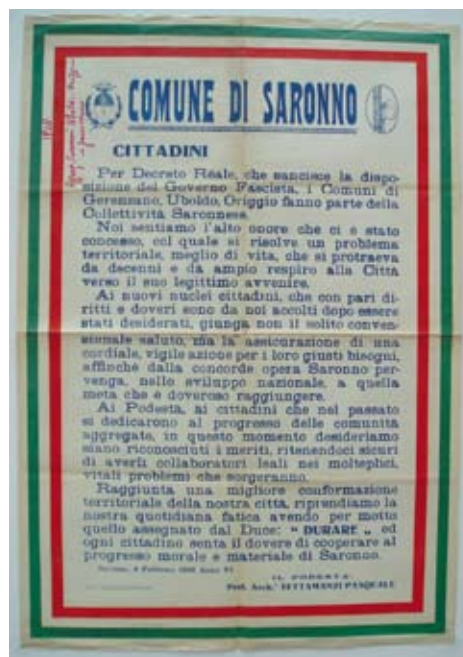 COMUNE DI SARONNO
CITTADINI
Per Decreto Reale, che sancisce la dispo-
sizione del Governo Fascista, i Comuni di
Gerenzano, Uboldo, Origgio fanno parte della
Collettività Saronnese.
Noi sentiamo l'alto onore che ci è stato
concesso, col quale si risolve un problema
territoriale, meglio di vita, che si protraeva
da decenni e dà ampio respiro alla Città
verso il suo legittimo avvenire.
Ai nuovi nuclei cittadini, che con pari di-
ritti e doveri sono da noi accolti dopo essere
stati desiderati, giunga non il solito conven-
zionale saluto, ma la assicurazione di una
cordiale, vigile azione per i loro giusti bisogni,
affinchè dalla concorde opera Saronno per-
venga, nello sviluppo nazionale, a quella
meta che è doveroso raggiungere.
Ai Podestà, ai cittadini che nel passato
si dedicarono al progresso delle comunità
aggregate, in questo momento desideriamo
siano riconosciuti i meriti, ritenendoci sicuri
di averli collaboratori leali nei molteplici,
vitali problemi che sorgeranno.
Raggiunta una migliore conformazione
territoriale della nostra città, riprendiamo la
nostra quotidiana fatica avendo per motto
quello assegnato dal Duce: “ DURARE „ ed
ogni cittadino senta il dovere di cooperare al
progresso morale e materiale di Saronno.
Saronno, Febbraio
IL PODESTÀ
Prof. Arch. TETTAMANZI PASQUALE